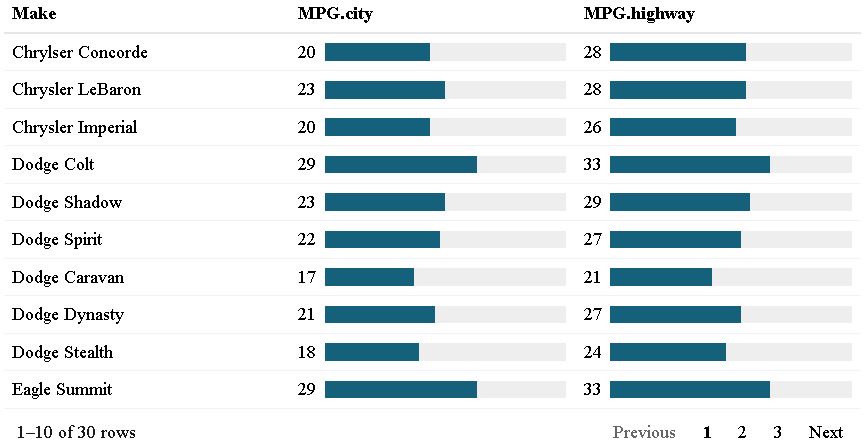 Make MPG.city MPG.highway
Chrylser Concorde 20 28
Chrysler LeBaron 23 28
Chrysler Imperial 20 26
Dodge Colt 29 33
Dodge Shadow 23 29
Dodge Spirit 22 27
Dodge Caravan 17 21
Dodge Dynasty 21 27
Dodge Stealth 18 24
Eagle Summit 29 33
1–10 of 30 rows Previous 1 2 3 Next